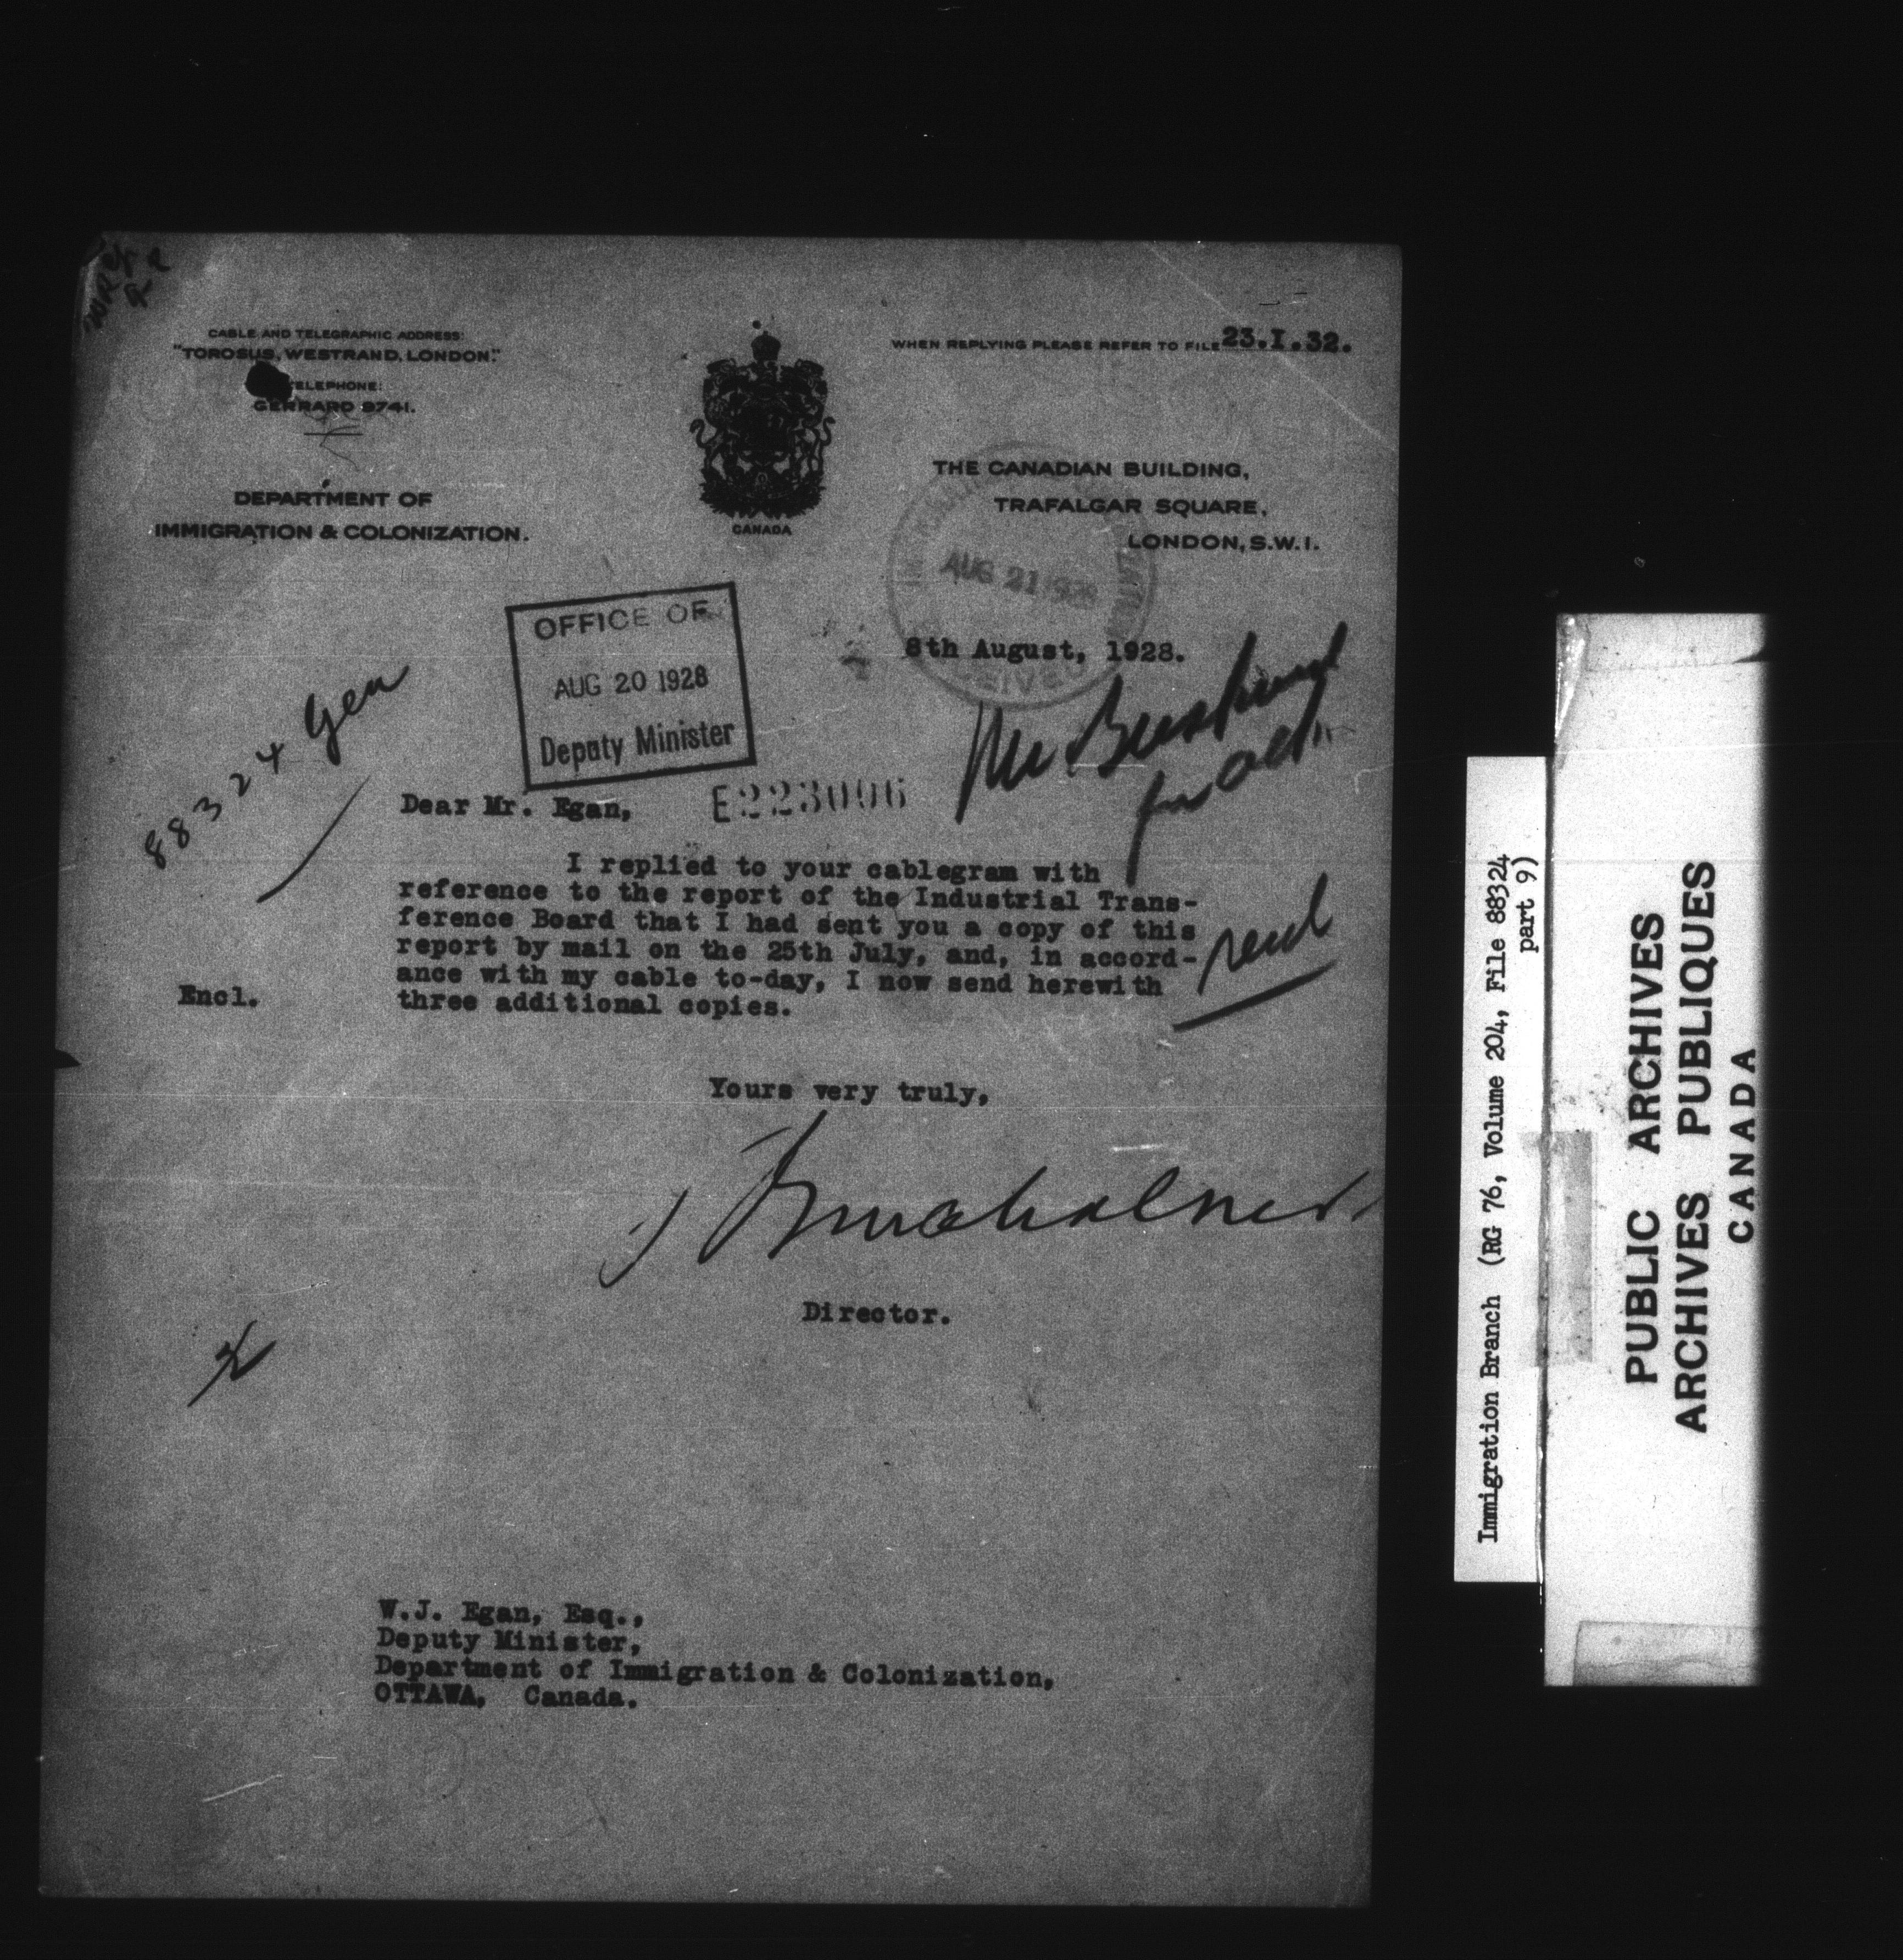 CABLE AND TELEGRAPHIC ADDRESS:
"TOROSUS, WESTRAND, LONDON."
TELEPHONE:
GERRARD 9741.
WHEN REPLYING PLEASE REFER TO FILE 23.I.32.
CANADA
DEPARTMENT OF
IMMIGRATION & COLONIZATION.
THE CANADIAN BUILDING,
TRAFALGAR SQUARE,
LONDON, S.W.1.
AUG 21 1928
OFFICE OF
AUG 20 1928
Deputy Minister
8th August, 1928.
88324 Gen
Mr
for
Dear Mr. Egan,
E223006
I replied to your cablegram with
reference to the report of the Industrial Trans-
ference Board that I had sent you a copy of this
report by mail on the 25th July, and, in accord-
ance with my cable to-day, I now send herewith
three additional copies.
Encl.
Yours very truly,
Director.
W.J. Egan, Esq.,
Deputy Minister,
Department of Immigration & Colonization,
OTTAWA, Canada.
Immigration Branch (RG 76, Volume 204, File 88324
part 9)
PUBLIC ARCHIVES
ARCHIVES PUBLIQUES
CANADA